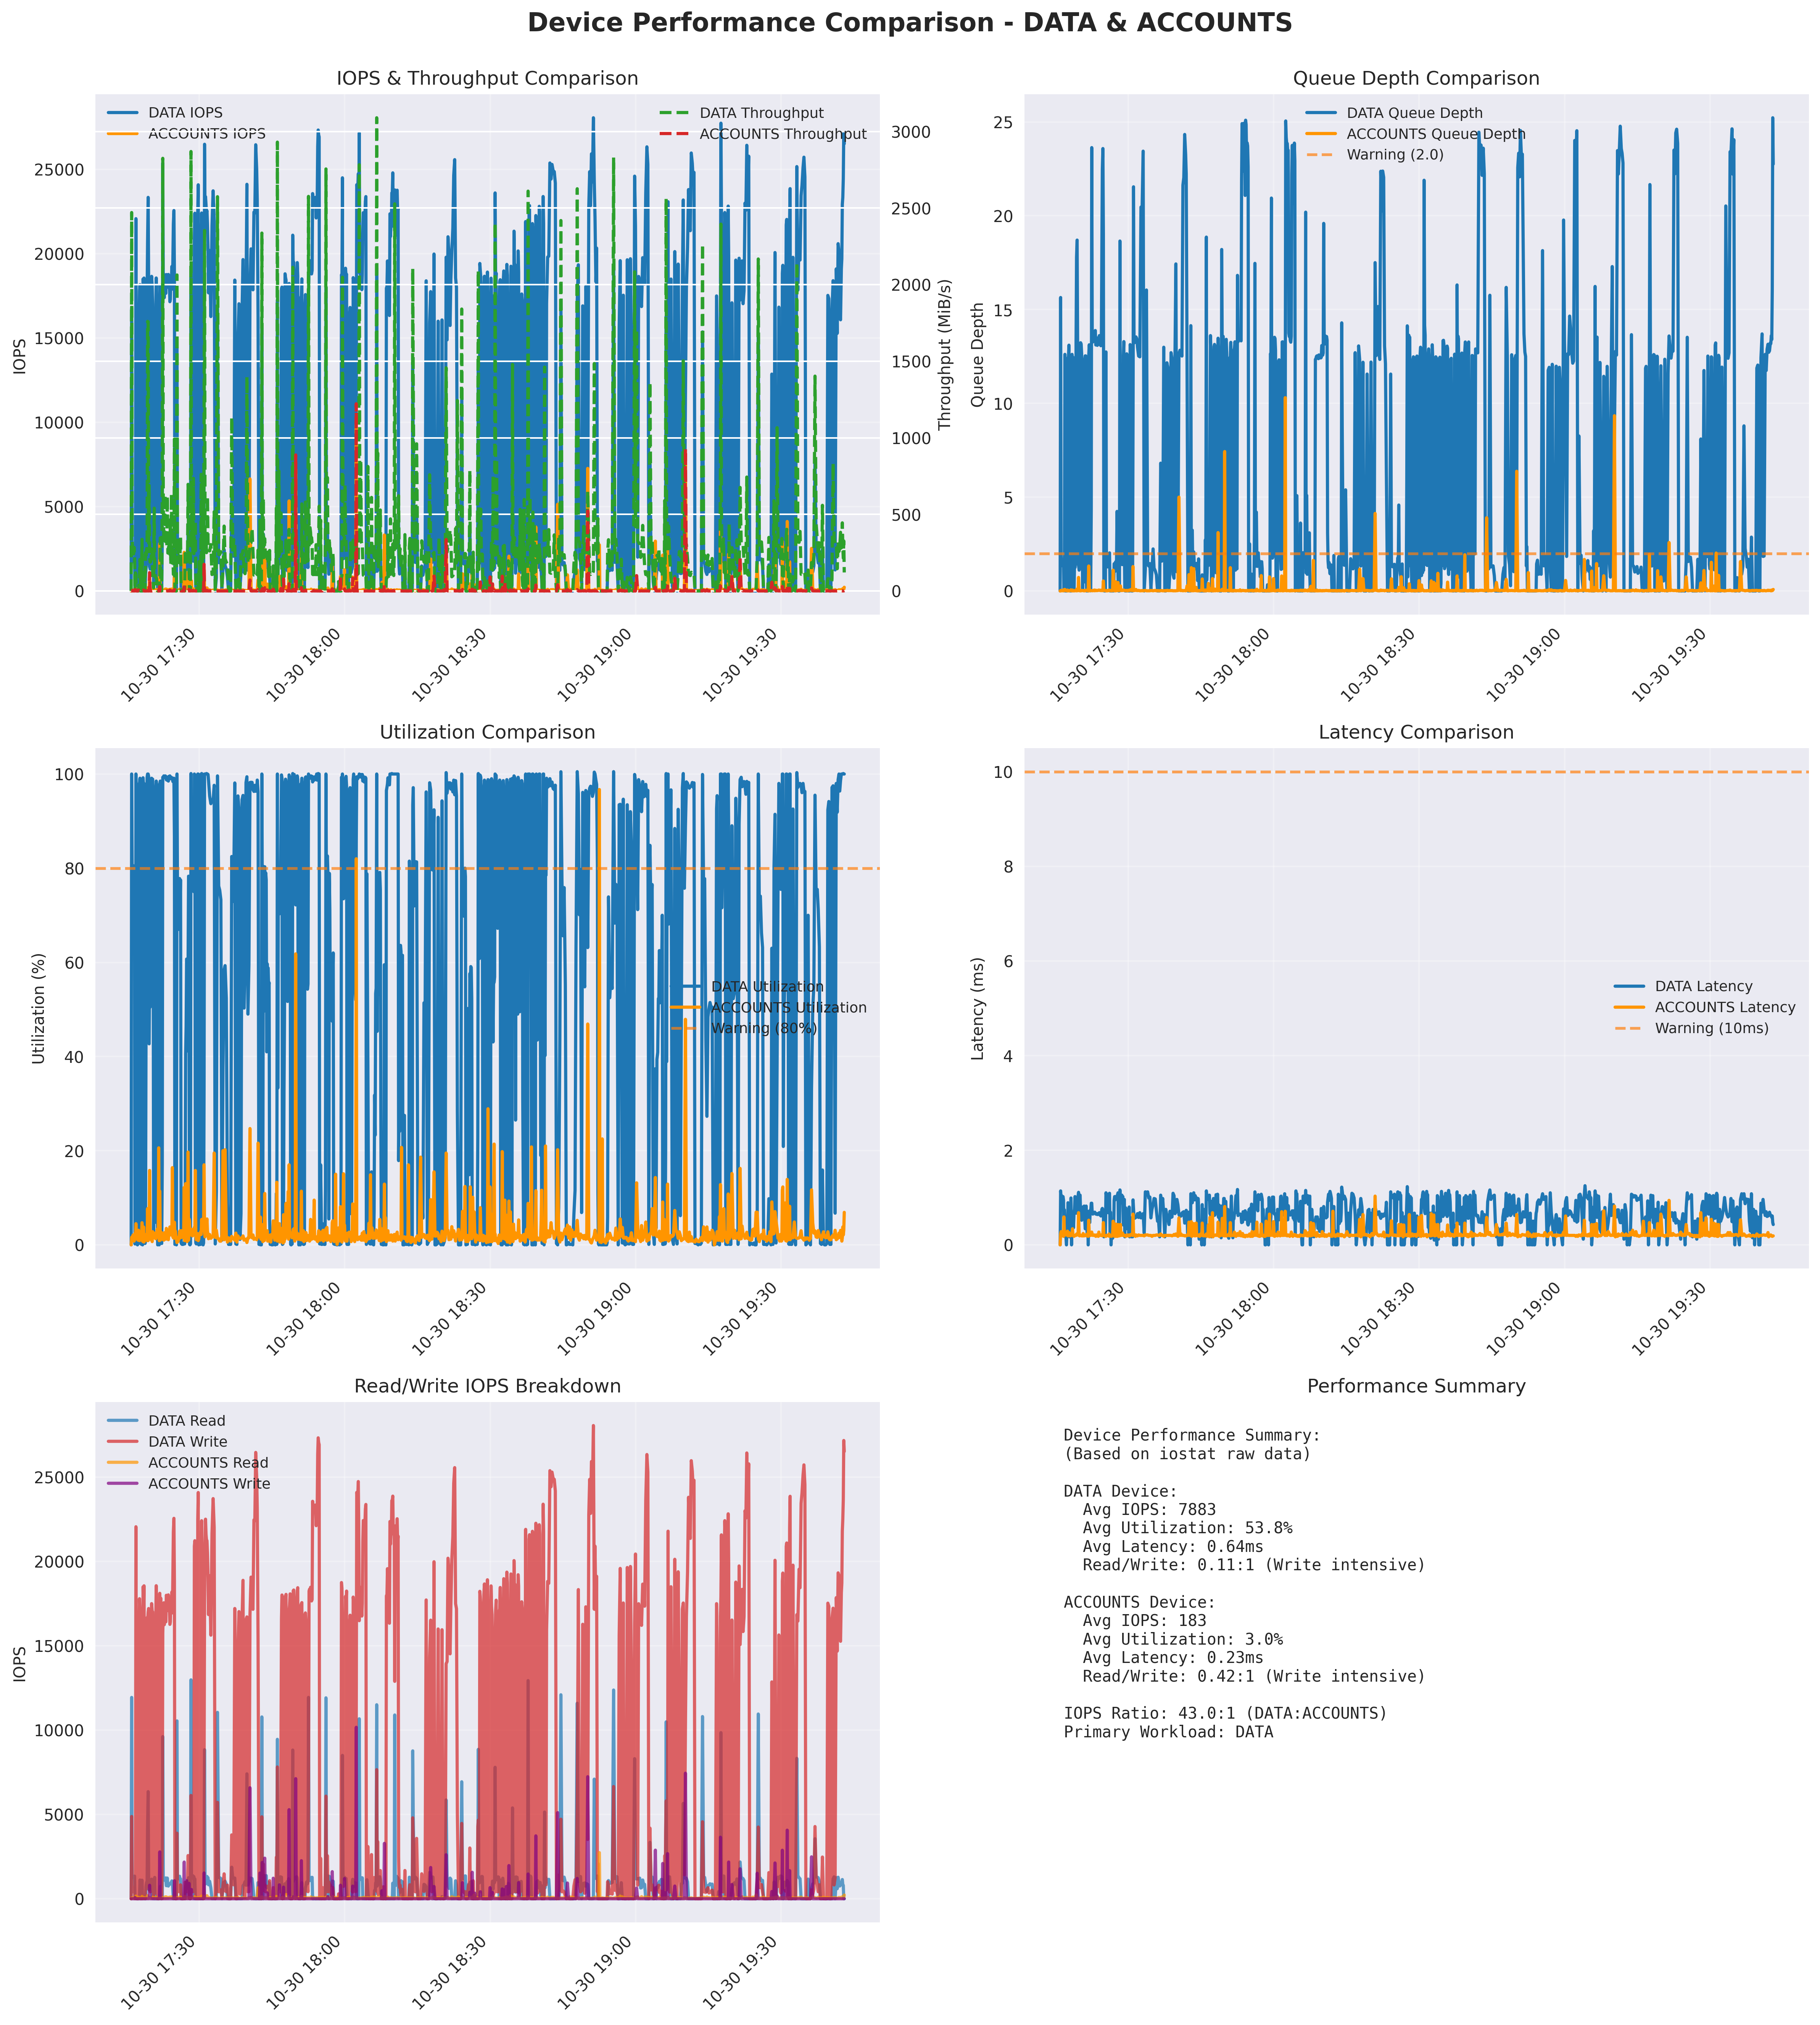 Device Performance Comparison - DATA & ACCOUNTS
IOPS & Throughput Comparison
DATA IOPS
ACCOUNTS IOPS
DATA Throughput
ACCOUNTS Throughput
IOPS
25000
20000
15000
10000
5000
0
Throughput (MiB/s)
3000
2500
2000
1500
1000
500
0
10-30 17:30
10-30 18:00
10-30 18:30
10-30 19:00
10-30 19:30
Queue Depth Comparison
DATA Queue Depth
ACCOUNTS Queue Depth
Warning (2.0)
Queue Depth
25
20
15
10
5
0
10-30 17:30
10-30 18:00
10-30 18:30
10-30 19:00
10-30 19:30
Utilization Comparison
Utilization (%)
100
80
60
40
20
0
DATA Utilization
ACCOUNTS Utilization
Warning (80%)
10-30 17:30
10-30 18:00
10-30 18:30
10-30 19:00
10-30 19:30
Latency Comparison
Latency (ms)
10
8
6
4
2
0
DATA Latency
ACCOUNTS Latency
Warning (10ms)
10-30 17:30
10-30 18:00
10-30 18:30
10-30 19:00
10-30 19:30
Read/Write IOPS Breakdown
DATA Read
DATA Write
ACCOUNTS Read
ACCOUNTS Write
IOPS
25000
20000
15000
10000
5000
0
10-30 17:30
10-30 18:00
10-30 18:30
10-30 19:00
10-30 19:30
Performance Summary
Device Performance Summary:
(Based on iostat raw data)
DATA Device:
Avg IOPS: 7883
Avg Utilization: 53.8%
Avg Latency: 0.64ms
Read/Write: 0.11:1 (Write intensive)
ACCOUNTS Device:
Avg IOPS: 183
Avg Utilization: 3.0%
Avg Latency: 0.23ms
Read/Write: 0.42:1 (Write intensive)
IOPS Ratio: 43.0:1 (DATA:ACCOUNTS)
Primary Workload: DATA